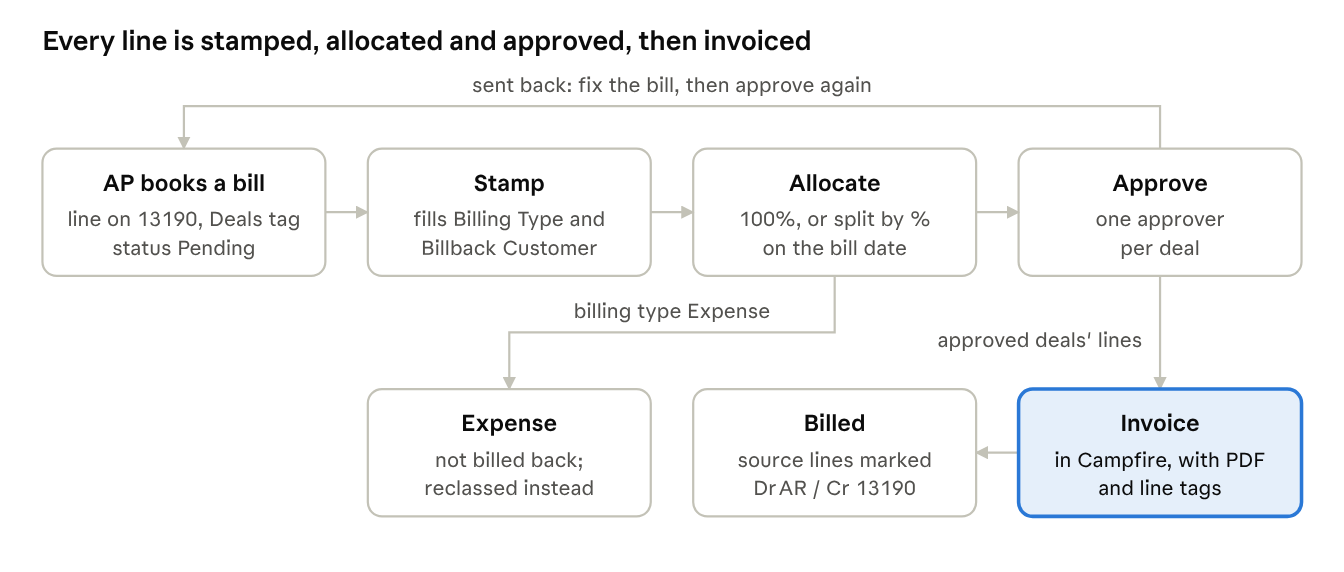 Every line is stamped, allocated and approved, then invoiced
sent back: fix the bill, then approve again
AP books a bill
line on 13190, Deals tag
status Pending
Stamp
fills Billing Type and
Billback Customer
Allocate
100%, or split by %
on the bill date
Approve
one approver
per deal
billing type Expense
approved deals' lines
Expense
not billed back;
reclassed instead
Billed
source lines marked
Dr AR / Cr 13190
Invoice
in Campfire, with PDF
and line tags